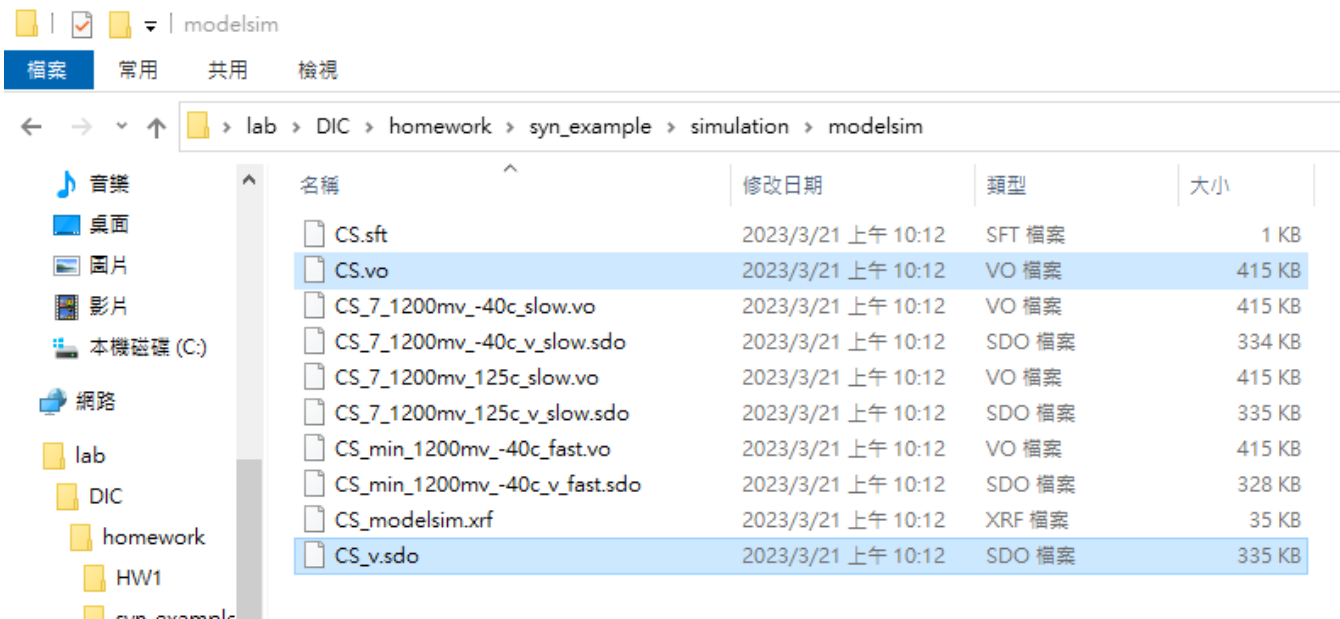 modelsim
檔案 常用 共用 檢視
lab DIC homework syn_example simulation modelsim
名稱 修改日期 類型 大小
音樂
桌面
圖片
影片
本機磁碟 (C:)
網路
lab
DIC
homework
HW1
syn_example
CS.sft 2023/3/21 上午 10:12 SFT 檔案 1 KB
CS.vo 2023/3/21 上午 10:12 VO 檔案 415 KB
CS_7_1200mv_-40c_slow.vo 2023/3/21 上午 10:12 VO 檔案 415 KB
CS_7_1200mv_-40c_v_slow.sdo 2023/3/21 上午 10:12 SDO 檔案 334 KB
CS_7_1200mv_125c_slow.vo 2023/3/21 上午 10:12 VO 檔案 415 KB
CS_7_1200mv_125c_v_slow.sdo 2023/3/21 上午 10:12 SDO 檔案 335 KB
CS_min_1200mv_-40c_fast.vo 2023/3/21 上午 10:12 VO 檔案 415 KB
CS_min_1200mv_-40c_v_fast.sdo 2023/3/21 上午 10:12 SDO 檔案 328 KB
CS_modelsim.xrf 2023/3/21 上午 10:12 XRF 檔案 35 KB
CS_v.sdo 2023/3/21 上午 10:12 SDO 檔案 335 KB